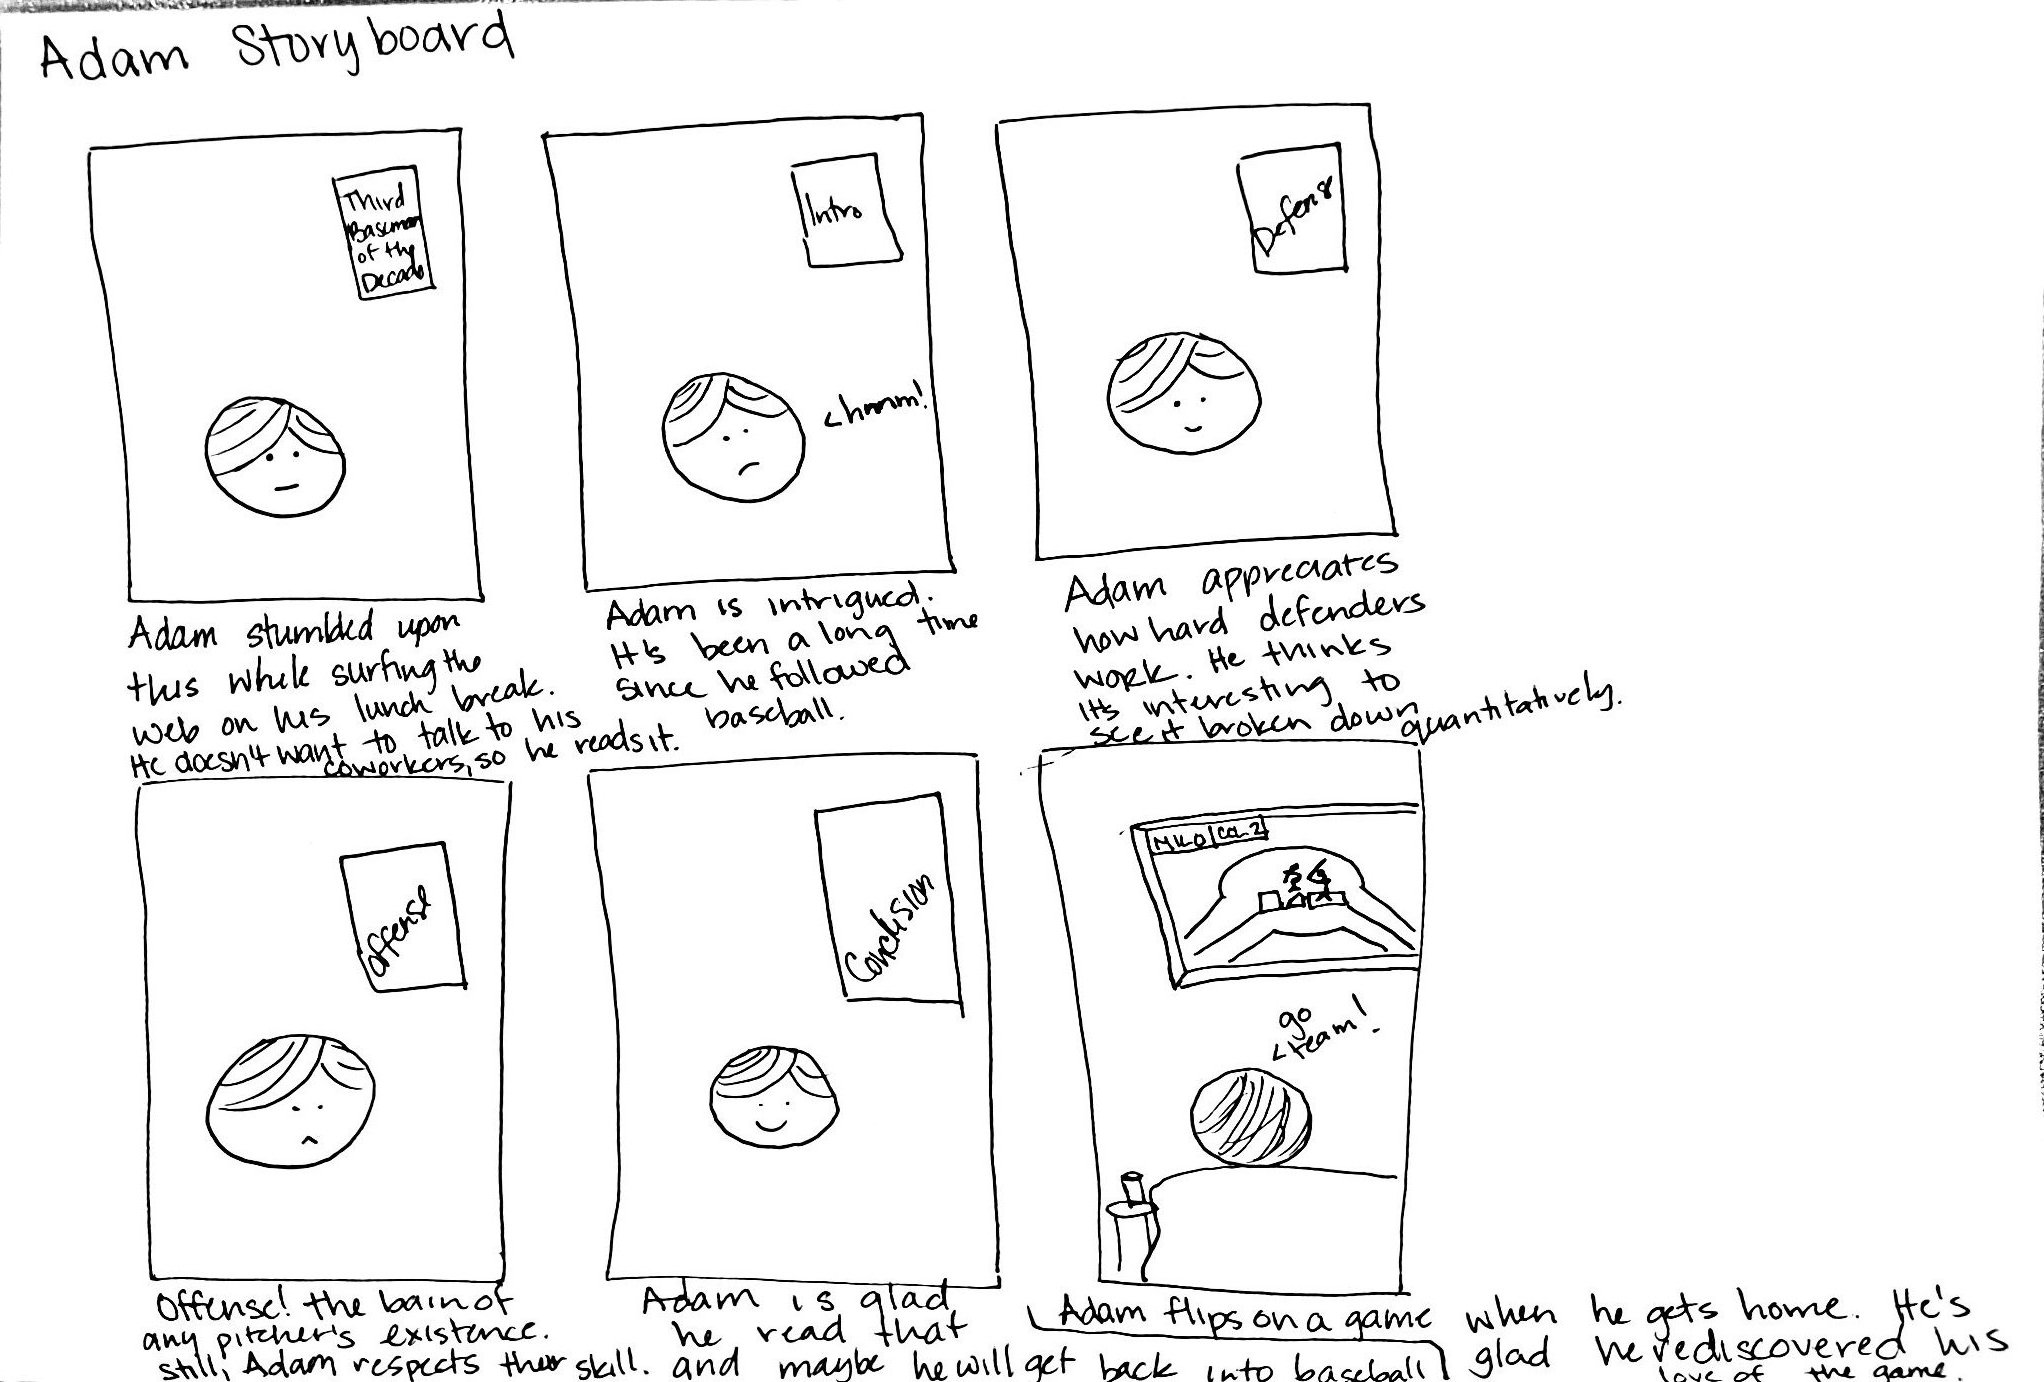 Adam Storyboard
Third
Baseman
of the
Decade
Adam stumbled upon
this while surfing the
web on his lunch break.
He doesn't want to talk to his
coworkers, so he reads it.
Intro
<hmmm!
Adam is intrigued.
It's been a long time
since he followed
baseball.
Defense
Adam appreciates
how hard defenders
work. He thinks
it's interesting to
see it broken down quantitatively.
Offense
Offense! the bain of
any pitcher's existence.
still, Adam respects their skill.
Conclusion
Adam is glad
he read that
and maybe he will get back into baseball
go
<team!
Adam flips on a game when he gets home. He's
glad he rediscovered his
love of the game.